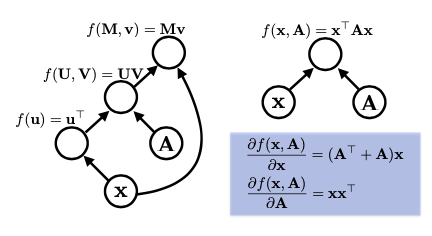 f(M, v) = Mv
f(U, V) = UV
f(u) = u⊤
A
x
f(x, A) = x⊤Ax
x
A
∂f(x, A)/∂x = (A⊤ + A)x
∂f(x, A)/∂A = xx⊤